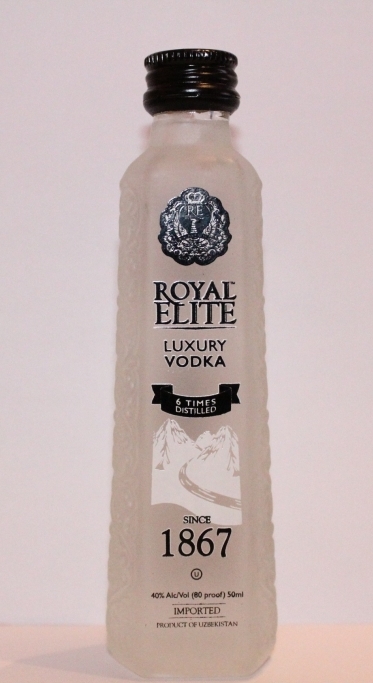 RE
ROYAL
ELITE
LUXURY
VODKA
6 TIMES
DISTILLED
SINCE
1867
U
40% Alc/Vol (80 proof) 50ml
IMPORTED
PRODUCT OF UZBEKISTAN